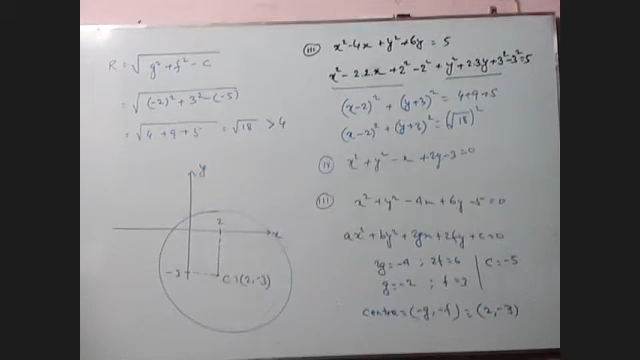 R = √(g² + f² - c)
= √((-2)² + 3² - (-5))
= √(4 + 9 + 5) = √18 > 4
y
2
x
-3
C ≡ (2, -3)
(iii) x² - 4x + y² + 6y = 5
x² - 2.2.x + 2² - 2² + y² + 2.3y + 3² - 3² = 5
(x-2)² + (y+3)² = 4+9+5
(x-2)² + (y+3)² = (√18)²
(iv) x² + y² - x + 2y - 3 = 0
(iii) x² + y² - 4x + 6y - 5 = 0
ax² + by² + 2gx + 2fy + c = 0
2g = -4 ; 2f = 6 | c = -5
g = -2 ; f = 3
centre = (-g, -f) = (2, -3)